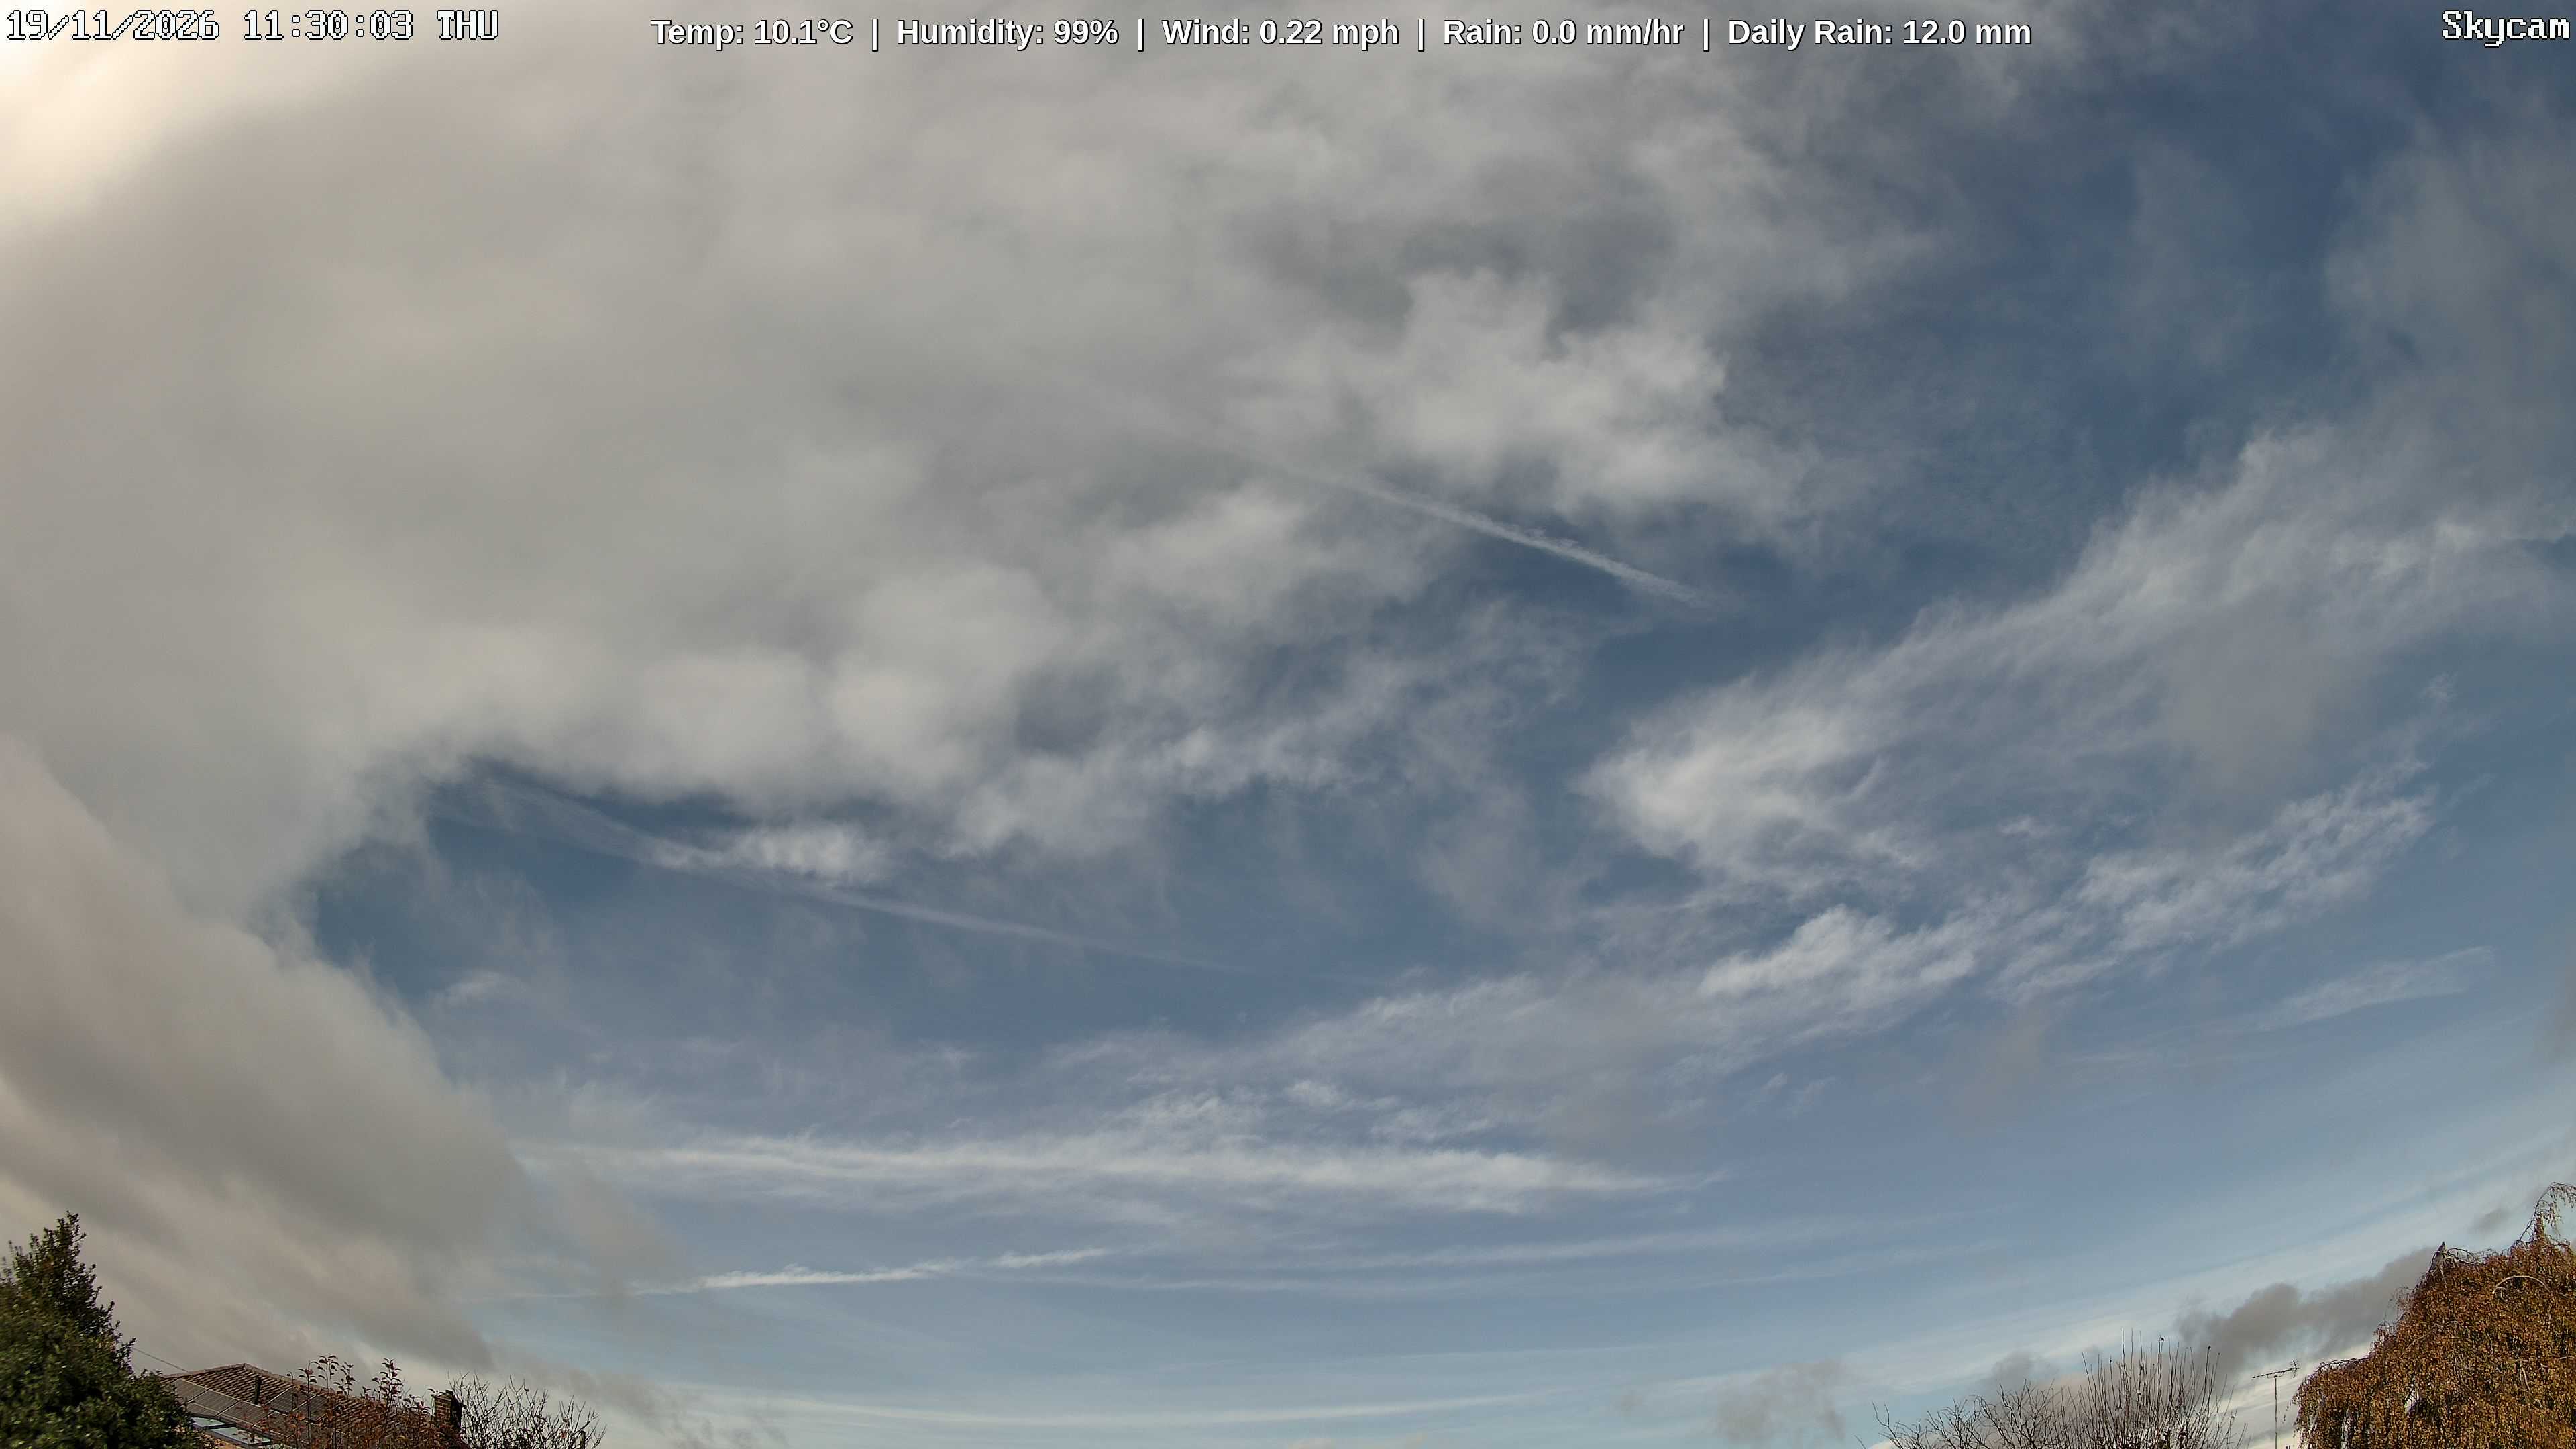 19/11/2026 11:30:03 THU
Temp: 10.1°C | Humidity: 99% | Wind: 0.22 mph | Rain: 0.0 mm/hr | Daily Rain: 12.0 mm
Skycam